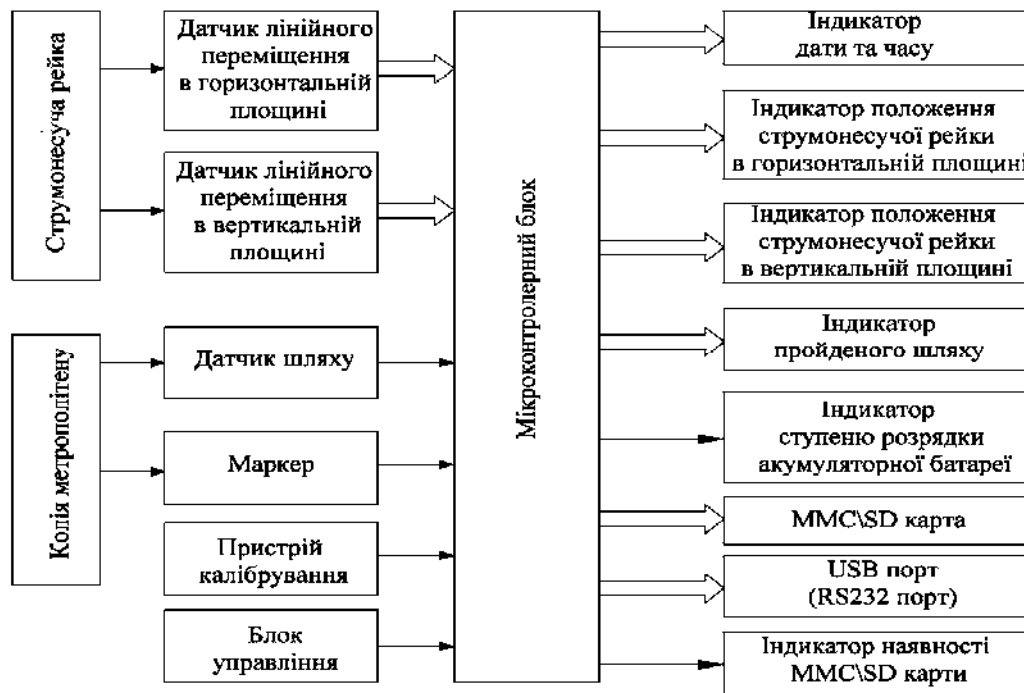 Струмонесуча рейка
Колія метрополітену
Датчик лінійного
переміщення
в горизонтальній
площині
Датчик лінійного
переміщення
в вертикальній
площині
Датчик шляху
Маркер
Пристрій
калібрування
Блок
управління
Мікроконтролерний блок
Індикатор
дати та часу
Індикатор положення
струмонесучої рейки
в горизонтальній площині
Індикатор положення
струмонесучої рейки
в вертикальній площині
Індикатор
пройденого шляху
Індикатор
ступеню розрядки
акумуляторної батареї
MMC\SD карта
USB порт
(RS232 порт)
Індикатор наявності
MMC\SD карти